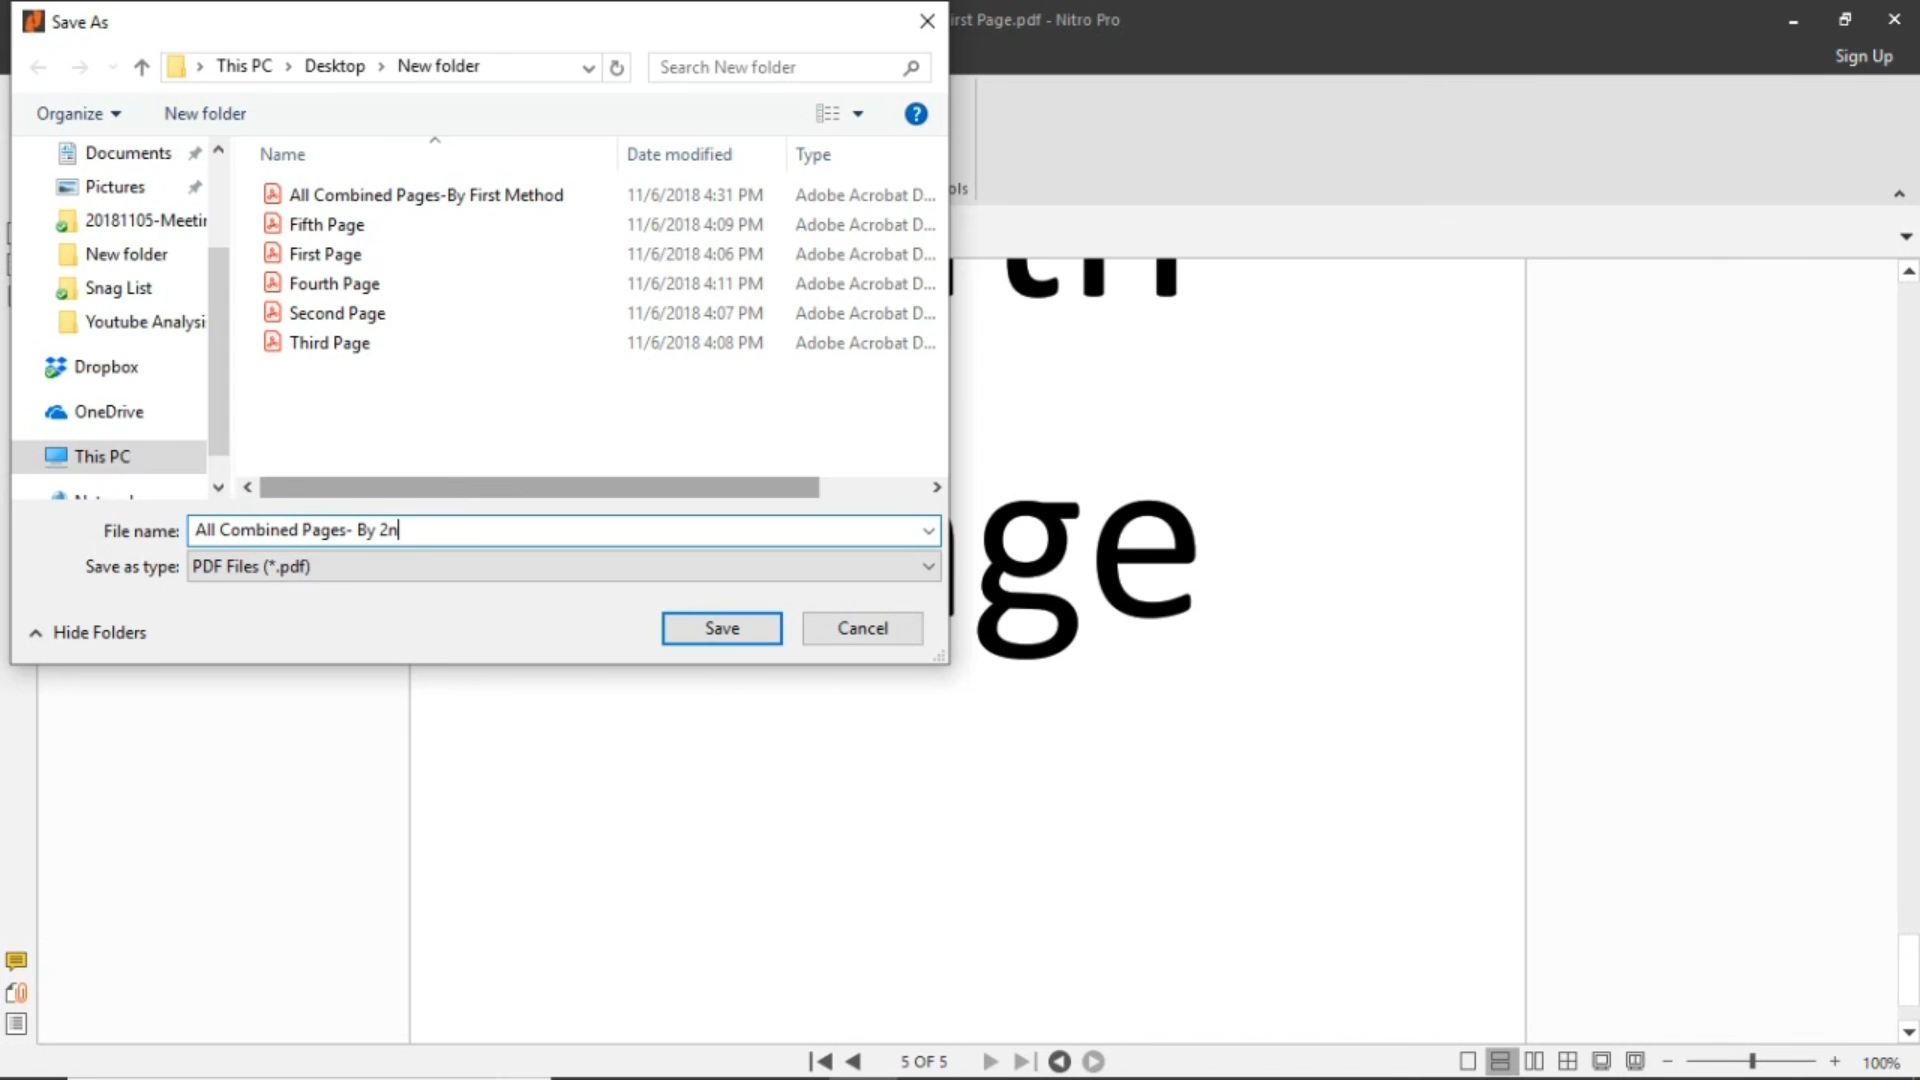 Save As
irst Page.pdf - Nitro Pro
Sign Up
This PC > Desktop > New folder
Search New folder
Organize
New folder
Documents
Pictures
20181105-Meetin
New folder
Snag List
Youtube Analysi
Dropbox
OneDrive
This PC
Name Date modified Type
All Combined Pages-By First Method 11/6/2018 4:31 PM Adobe Acrobat D...
Fifth Page 11/6/2018 4:09 PM Adobe Acrobat D...
First Page 11/6/2018 4:06 PM Adobe Acrobat D...
Fourth Page 11/6/2018 4:11 PM Adobe Acrobat D...
Second Page 11/6/2018 4:07 PM Adobe Acrobat D...
Third Page 11/6/2018 4:08 PM Adobe Acrobat D...
ols
File name: All Combined Pages- By 2n
Save as type: PDF Files (*.pdf)
Hide Folders
Save
Cancel
th
ge
5 OF 5
100%